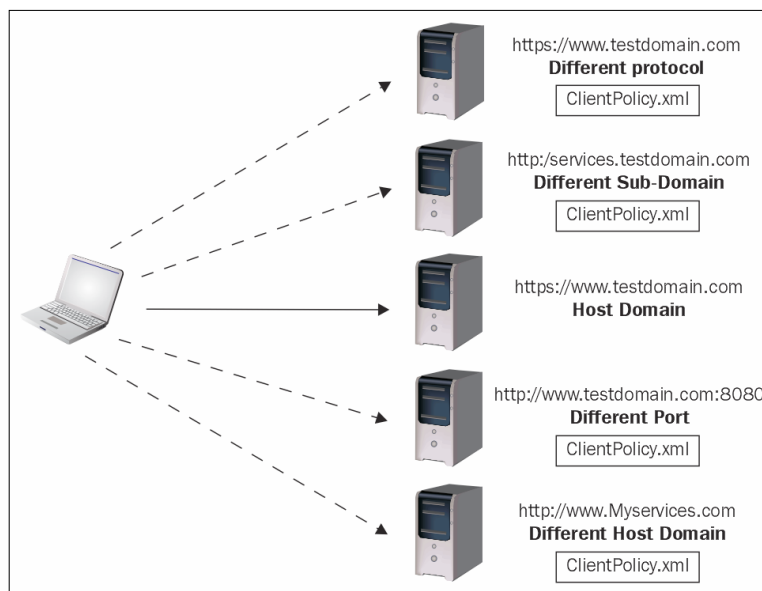 https://www.testdomain.com
Different protocol
ClientPolicy.xml
http:/services.testdomain.com
Different Sub-Domain
ClientPolicy.xml
https://www.testdomain.com
Host Domain
http://www.testdomain.com:8080
Different Port
ClientPolicy.xml
http://www.Myservices.com
Different Host Domain
ClientPolicy.xml